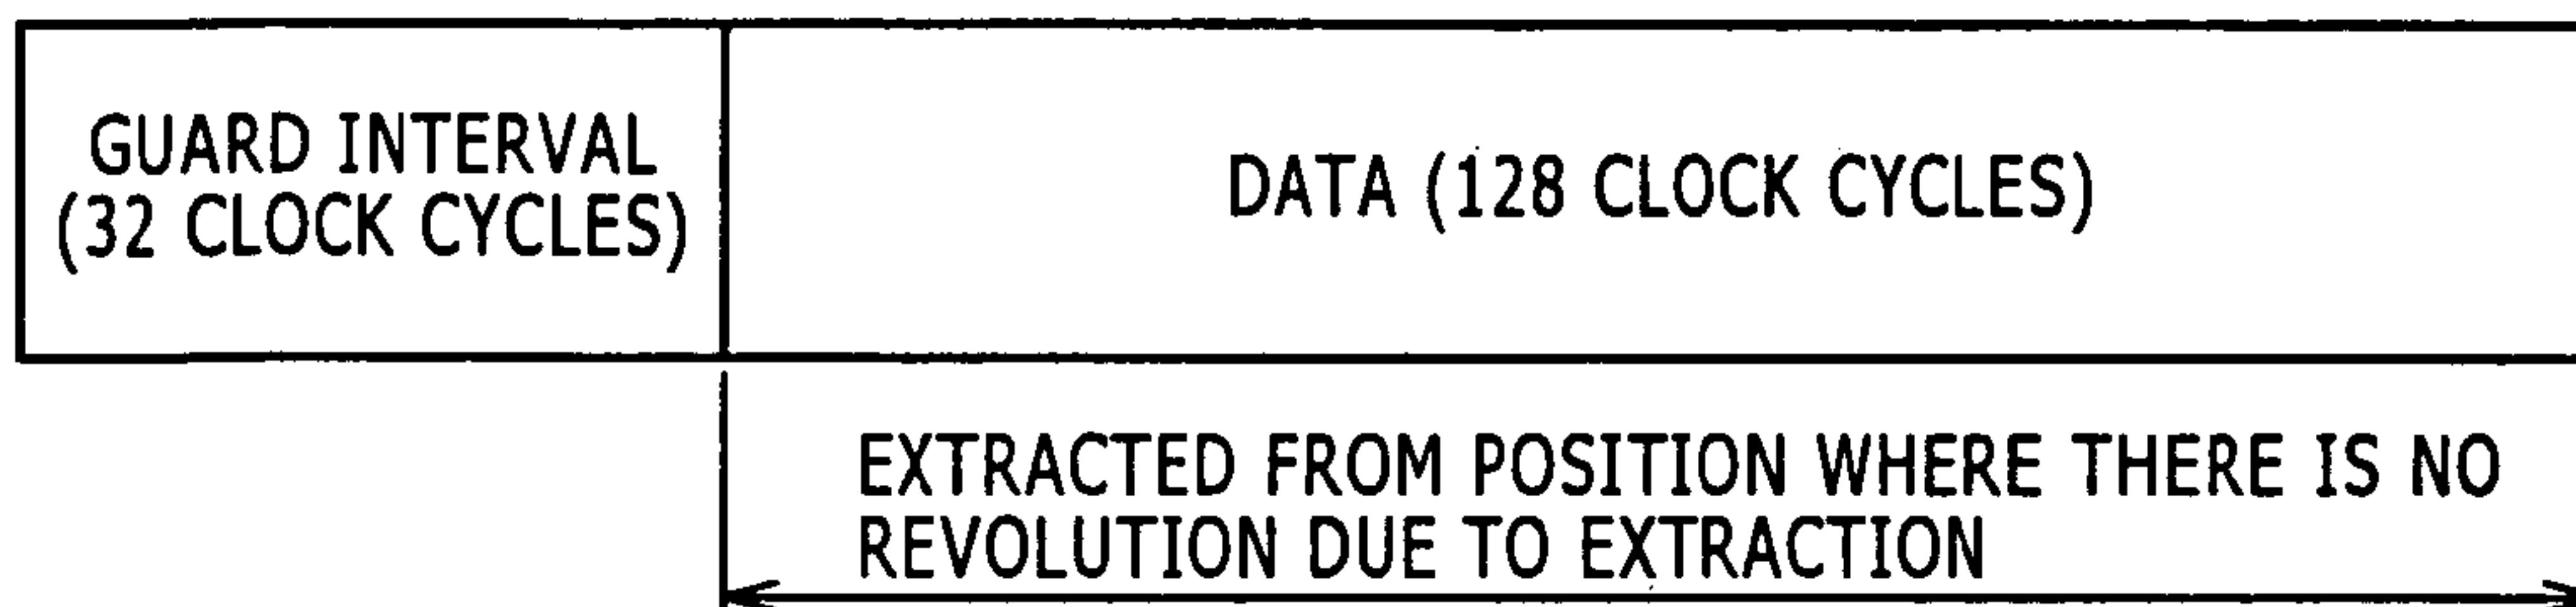 GUARD INTERVAL
(32 CLOCK CYCLES)
DATA (128 CLOCK CYCLES)
EXTRACTED FROM POSITION WHERE THERE IS NO
REVOLUTION DUE TO EXTRACTION